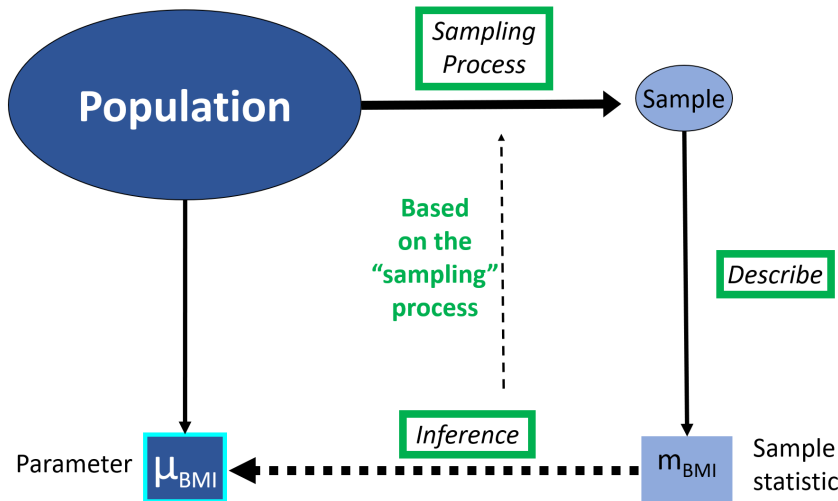 Sampling
Process
Population
Sample
Based
on the
“sampling”
process
Describe
Inference
Parameter
μBMI
mBMI
Sample
statistic